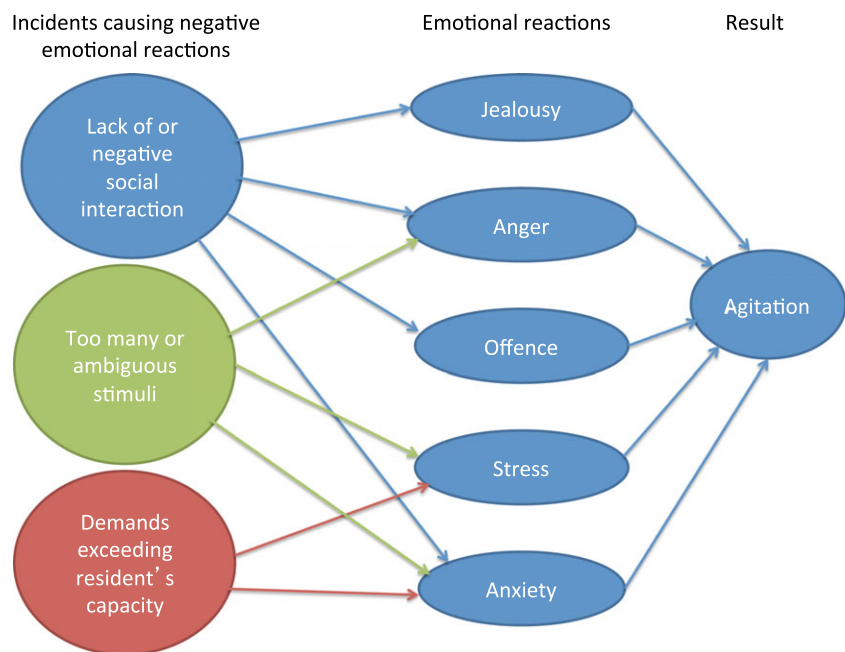 Incidents causing negative
emotional reactions
Emotional reactions
Result
Lack of or
negative
social
interaction
Too many or
ambiguous
stimuli
Demands
exceeding
resident’s
capacity
Jealousy
Anger
Offence
Stress
Anxiety
Agitation